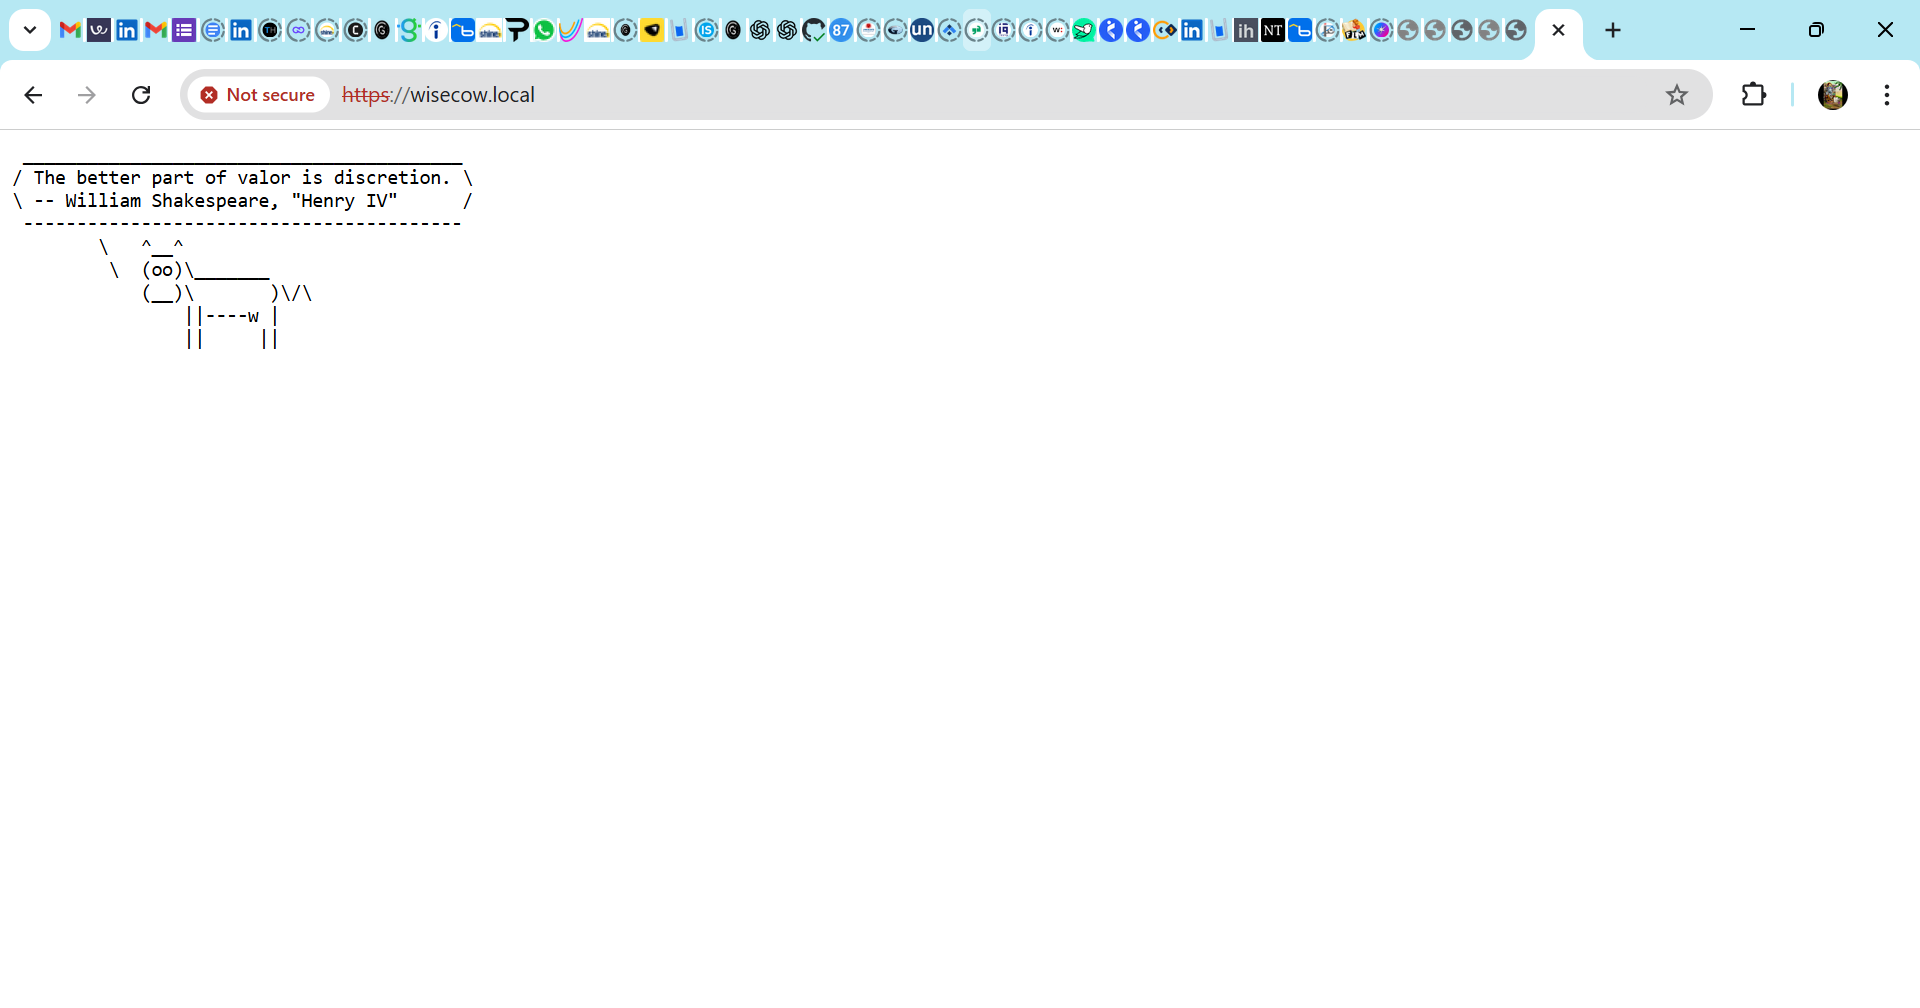 Not secure https://wisecow.local
 _________________________________________
/ The better part of valor is discretion. \
\ -- William Shakespeare, "Henry IV"      /
 -----------------------------------------
        \   ^__^
         \  (oo)\_______
            (__)\       )\/\
                ||----w |
                ||     ||